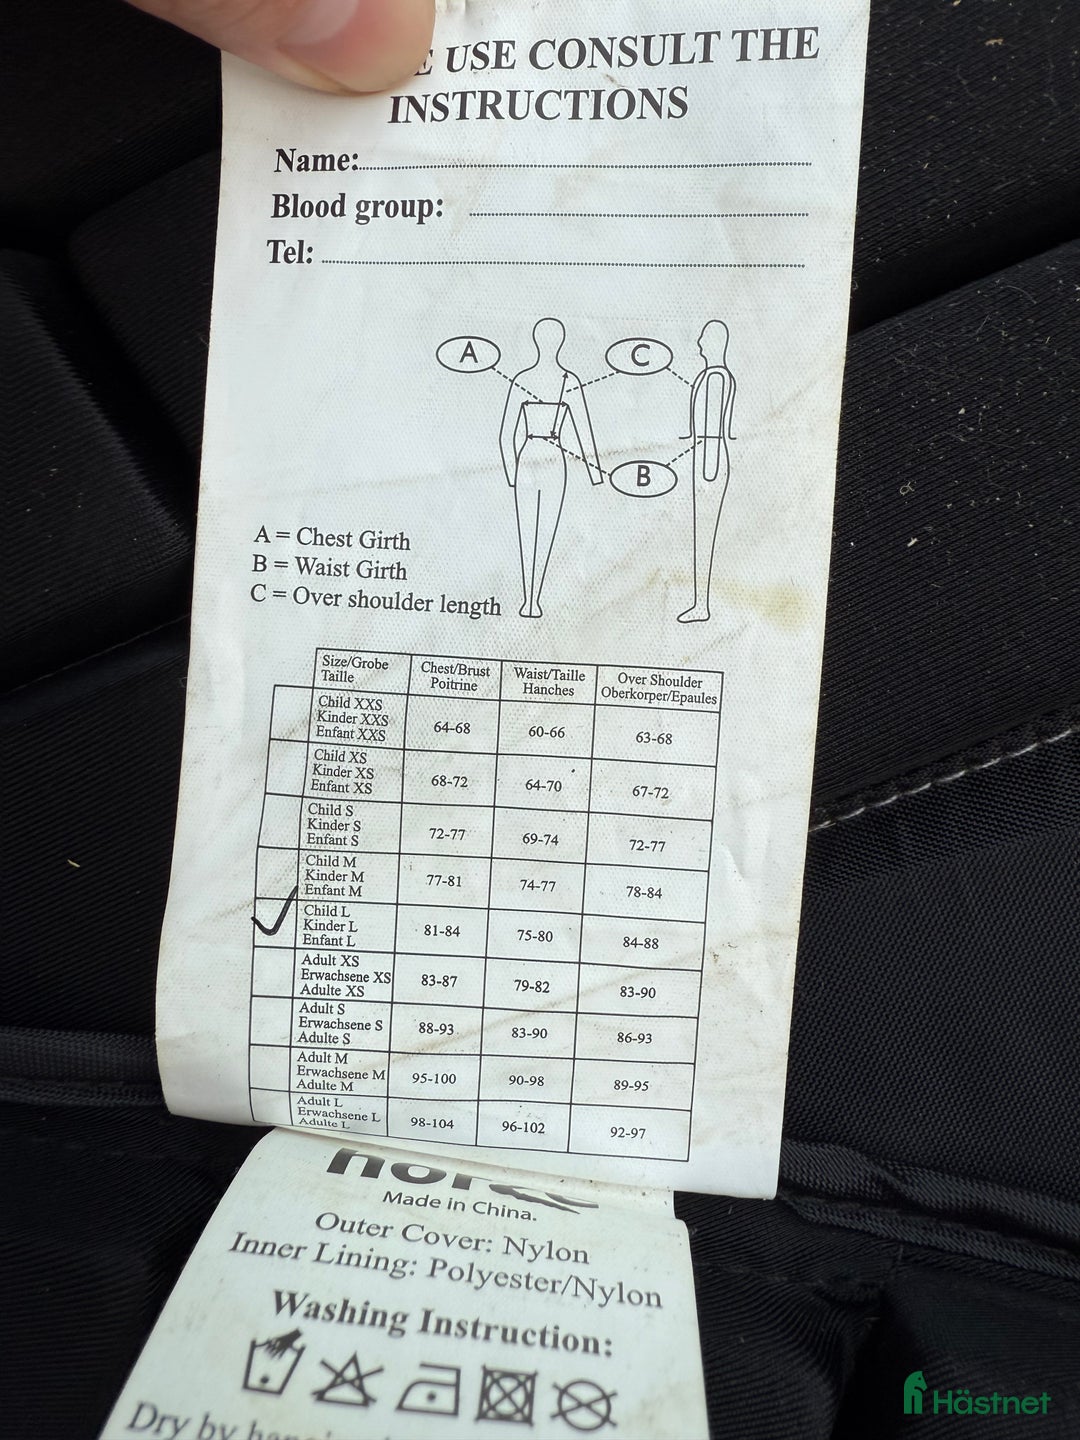 USE CONSULT THE
INSTRUCTIONS
Name:
Blood group:
Tel:
A
C
B
A = Chest Girth
B = Waist Girth
C = Over shoulder length
Size/Grobe
Taille
Chest/Brust
Poitrine
Waist/Taille
Hanches
Over Shoulder
Oberkorper/Epaules
Child XXS
Kinder XXS
Enfant XXS
64-68
60-66
63-68
Child XS
Kinder XS
Enfant XS
68-72
64-70
67-72
Child S
Kinder S
Enfant S
72-77
69-74
72-77
Child M
Kinder M
Enfant M
77-81
74-77
78-84
Child L
Kinder L
Enfant L
81-84
75-80
84-88
Adult XS
Erwachsene XS
Adulte XS
83-87
79-82
83-90
Adult S
Erwachsene S
Adulte S
88-93
83-90
86-93
Adult M
Erwachsene M
Adulte M
95-100
90-98
89-95
Adult L
Erwachsene L
Adulte L
98-104
96-102
92-97
Made in China.
Outer Cover: Nylon
Inner Lining: Polyester/Nylon
Washing Instruction:
Dry by
Hästnet